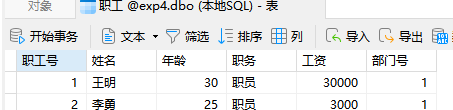 对象
职工 @exp4.dbo (本地SQL) - 表
开始事务 文本 筛选 排序 列 导入 导出
职工号 姓名 年龄 职务 工资 部门号
1 王明 30 职员 30000 1
2 李勇 25 职员 3000 1